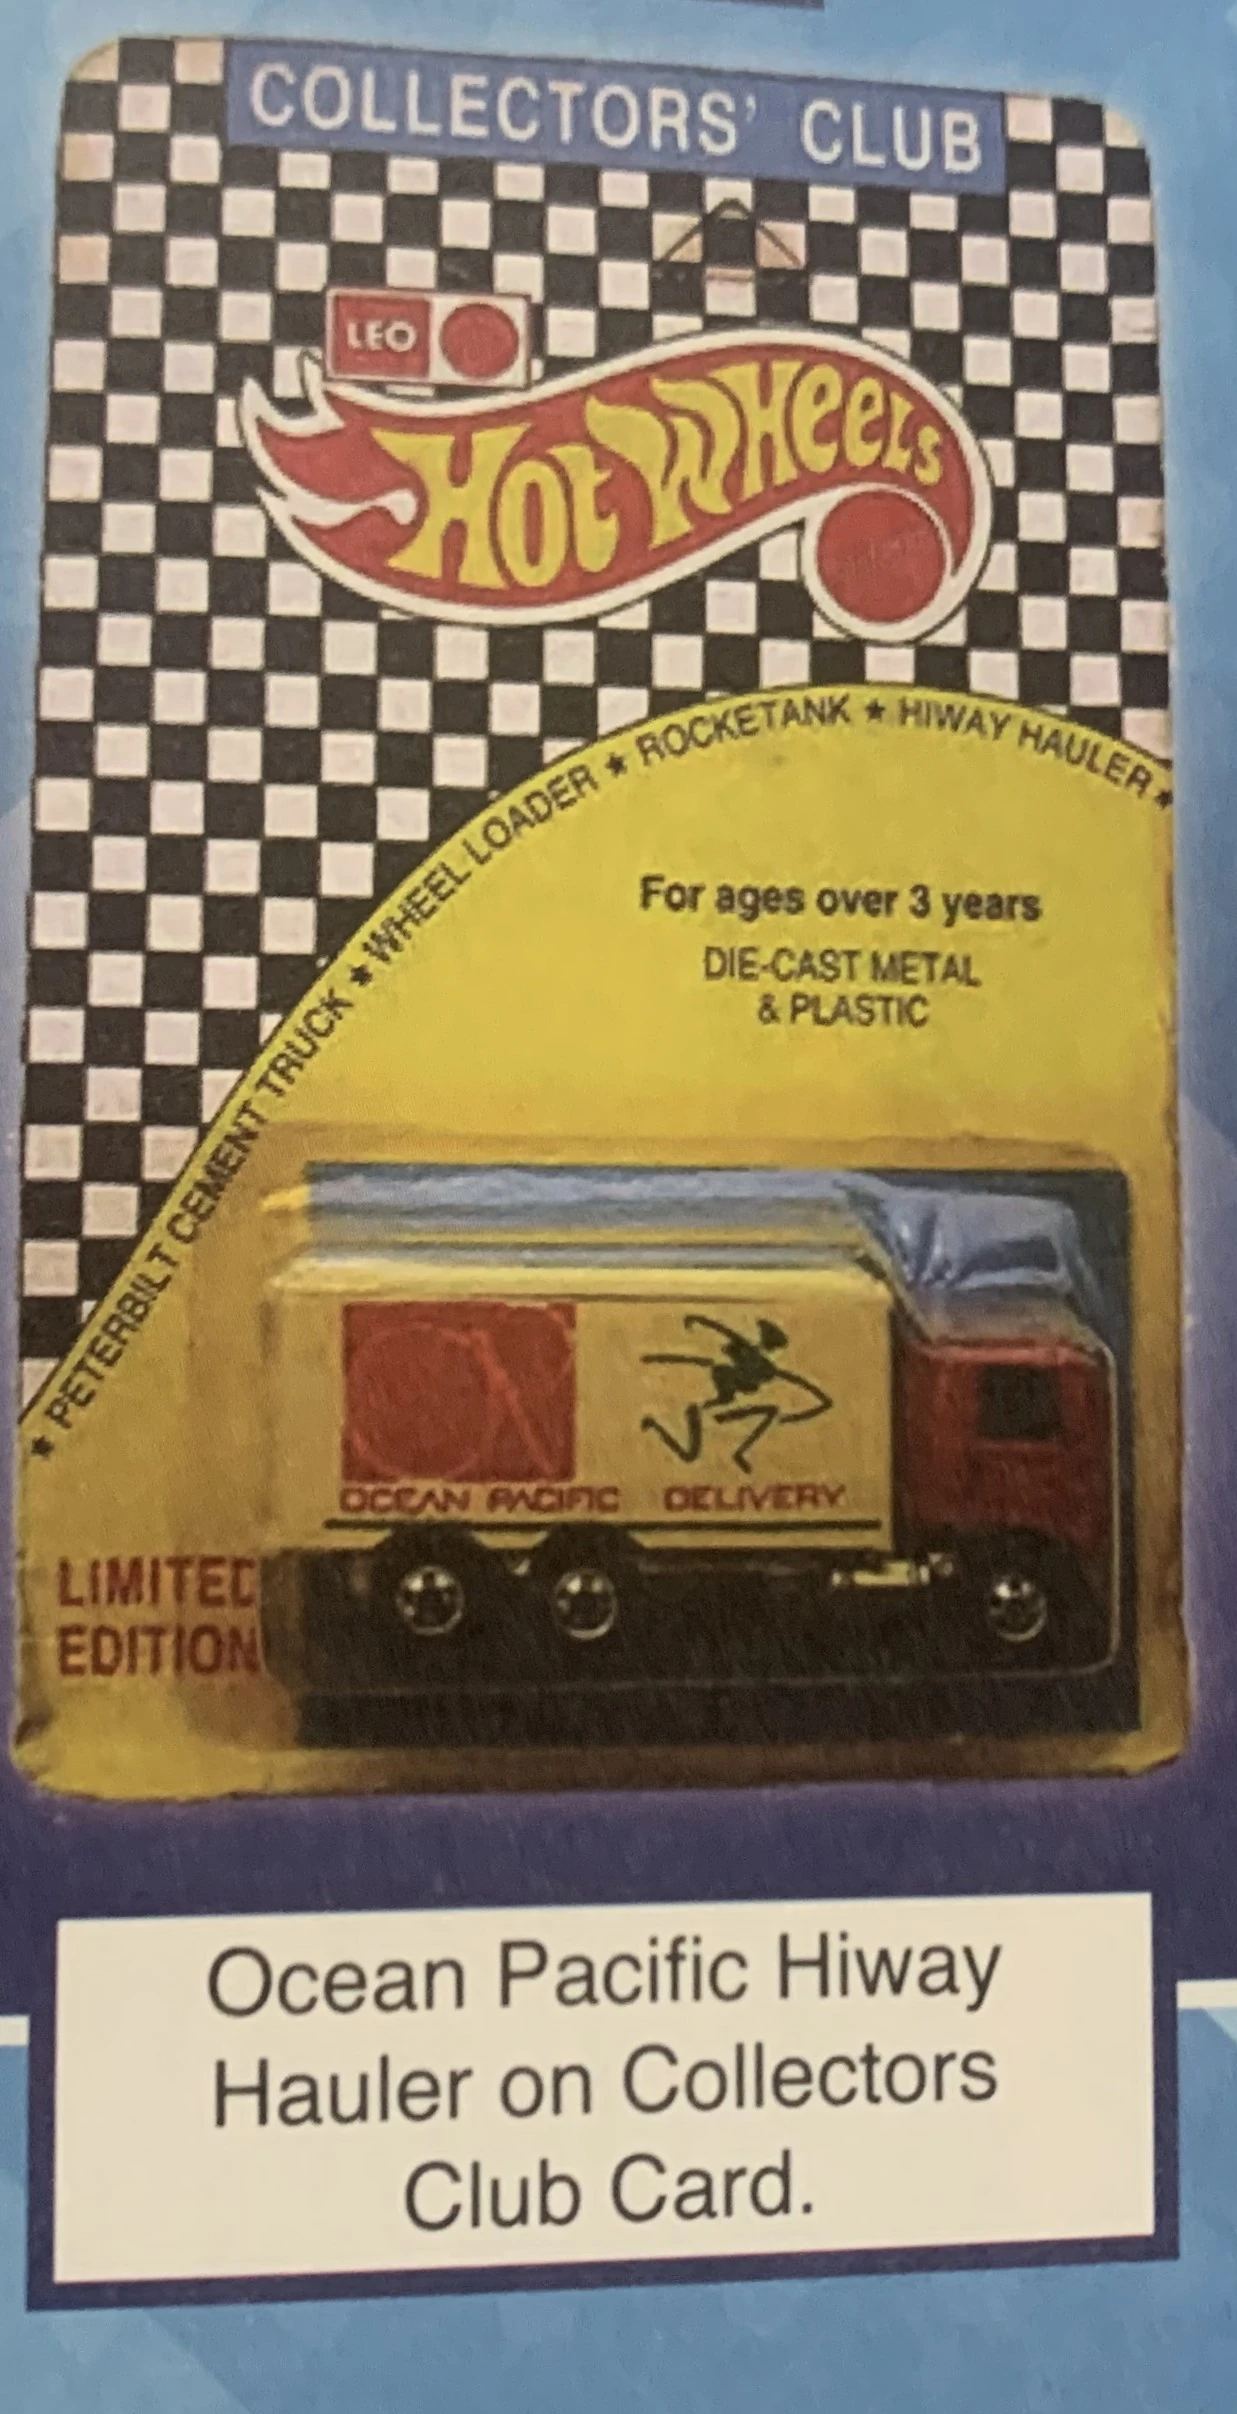 COLLECTORS' CLUB
LEO
HOT WHEELS
★ PETERBILT CEMENT TRUCK ★ WHEEL LOADER ★ ROCKETANK ★ HIWAY HAULER ★
For ages over 3 years
DIE-CAST METAL
& PLASTIC
OCEAN PACIFIC DELIVERY
LIMITED
EDITION
Ocean Pacific Hiway
Hauler on Collectors
Club Card.